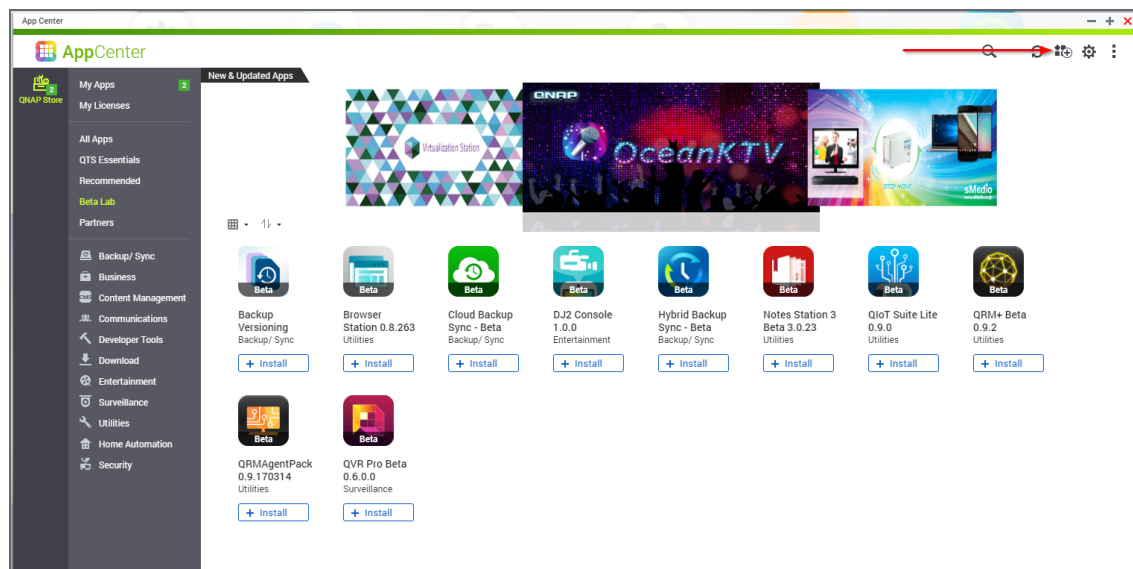 App Center
AppCenter
2
QNAP Store
My Apps 2
My Licenses
All Apps
QTS Essentials
Recommended
Beta Lab
Partners
Backup/ Sync
Business
Content Management
Communications
Developer Tools
Download
Entertainment
Surveillance
Utilities
Home Automation
Security
New & Updated Apps
Virtualization Station
QNAP
OceanKTV
DTCP MOVE
sMedio
Beta
Backup
Versioning
Backup/ Sync
+ Install
Beta
Browser
Station 0.8.263
Utilities
+ Install
Beta
Cloud Backup
Sync - Beta
Backup/ Sync
+ Install
Beta
DJ2 Console
1.0.0
Entertainment
+ Install
Beta
Hybrid Backup
Sync - Beta
Backup/ Sync
+ Install
Beta
Notes Station 3
Beta 3.0.23
Utilities
+ Install
Beta
QIoT Suite Lite
0.9.0
Utilities
+ Install
Beta
QRM+ Beta
0.9.2
Utilities
+ Install
Beta
QRMAgentPack
0.9.170314
Utilities
+ Install
Beta
QVR Pro Beta
0.6.0.0
Surveillance
+ Install